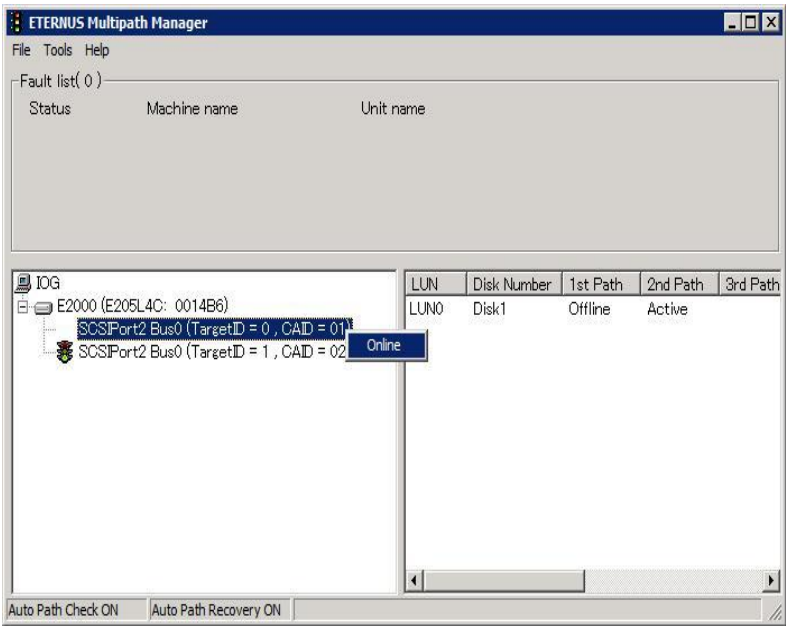 ETERNUS Multipath Manager
File Tools Help
Fault list( 0 )
Status Machine name Unit name
IOG
E2000 (E205L4C: 0014B6)
SCSIPort2 Bus0 (TargetID = 0 , CAID = 01)
SCSIPort2 Bus0 (TargetID = 1 , CAID = 02
Online
LUN Disk Number 1st Path 2nd Path 3rd Path
LUN0 Disk1 Offline Active
Auto Path Check ON Auto Path Recovery ON